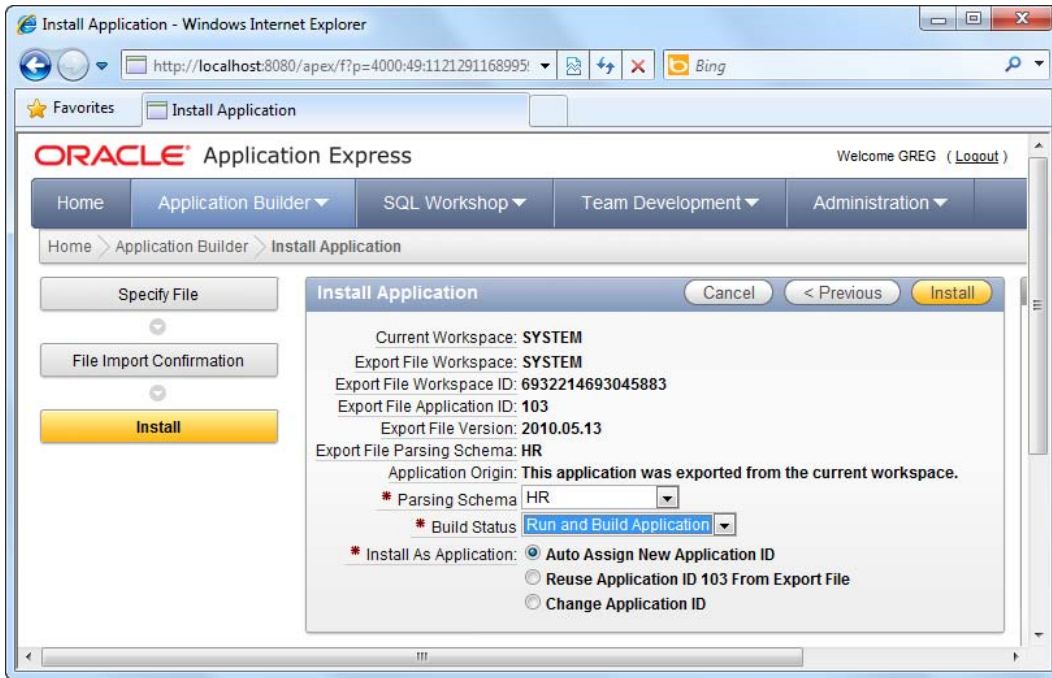 Install Application - Windows Internet Explorer
http://localhost:8080/apex/f?p=4000:49:1121291168995
Bing
Favorites
Install Application
ORACLE Application Express
Welcome GREG ( Logout )
Home
Application Builder
SQL Workshop
Team Development
Administration
Home > Application Builder > Install Application
Specify File
File Import Confirmation
Install
Install Application
Cancel
< Previous
Install
Current Workspace: SYSTEM
Export File Workspace: SYSTEM
Export File Workspace ID: 6932214693045883
Export File Application ID: 103
Export File Version: 2010.05.13
Export File Parsing Schema: HR
Application Origin: This application was exported from the current workspace.
* Parsing Schema HR
* Build Status Run and Build Application
* Install As Application: Auto Assign New Application ID
Reuse Application ID 103 From Export File
Change Application ID